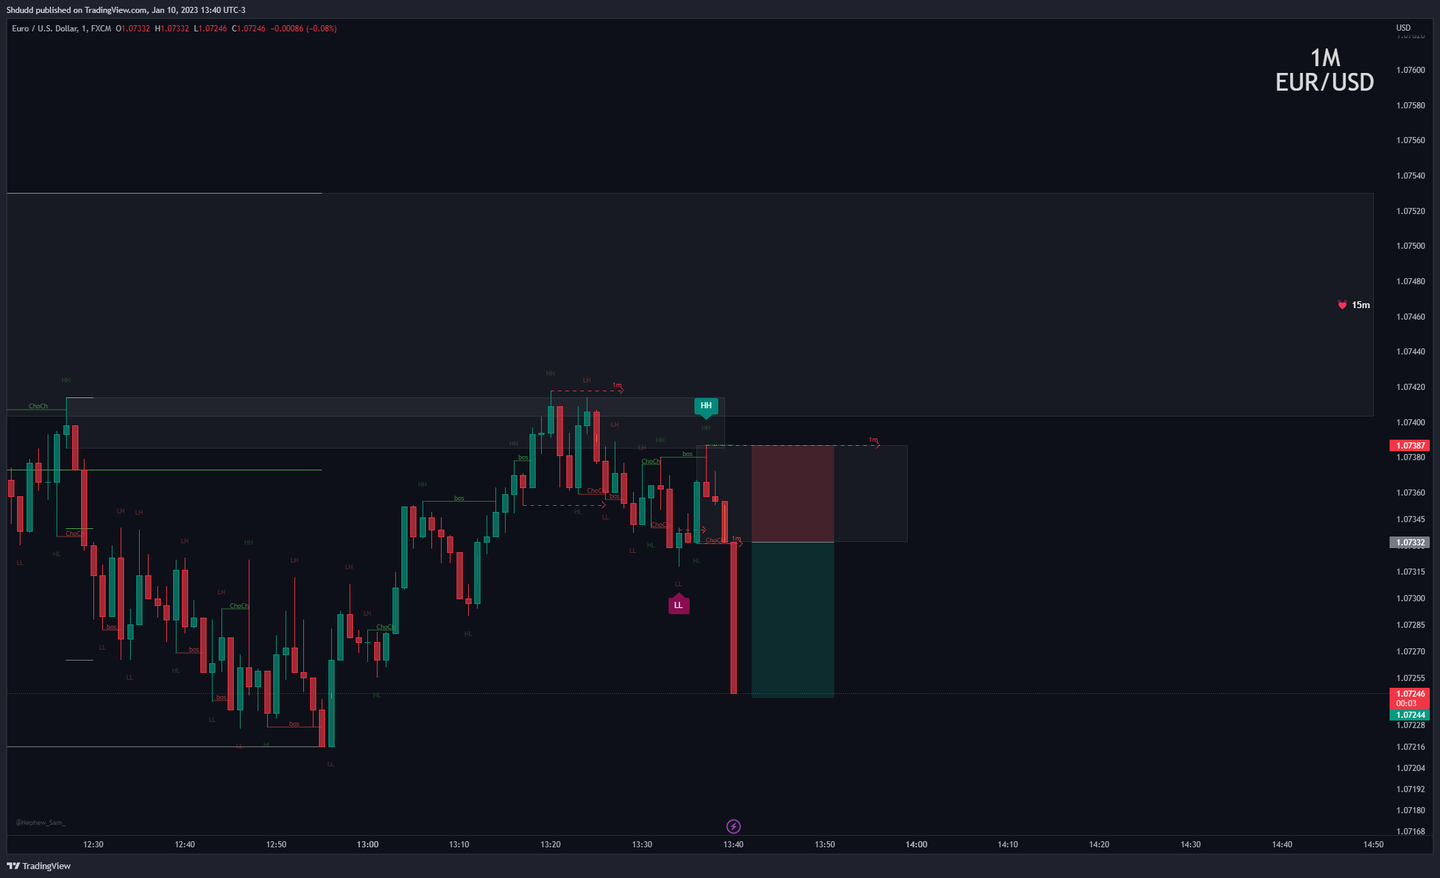 Shdudd published on TradingView.com, Jan 10, 2023 13:40 UTC-3
Euro / U.S. Dollar, 1, FXCM O1.07332 H1.07332 L1.07246 C1.07246 -0.00086 (-0.08%)
USD
1M
EUR/USD
1.07620
1.07600
1.07580
1.07560
1.07540
1.07520
1.07500
1.07480
15m
1.07460
1.07440
1.07420
1.07400
1.07387
1.07380
1.07360
1.07345
1.07332
1.07315
1.07300
1.07285
1.07270
1.07255
1.07246
00:03
1.07244
1.07228
1.07216
1.07204
1.07192
1.07180
1.07168
HH
HH
LH
1m
ChoCh
HH
LH
HH
HH
LH
HH
1m
bos
bos
ChoCh
HH
ChoCh
bos
bos
LH
LH
ChoCh
HL
LL
ChoCh
ChoCh
1m
LH
HH
LL
HL
LL
HL
HL
LH
LH
LL
LH
ChoCh
LH
LL
bos
ChoCh
HL
LL
bos
HL
LL
bos
HL
LL
bos
LL
HL
LL
@Nephew_Sam_
12:30 12:40 12:50 13:00 13:10 13:20 13:30 13:40 13:50 14:00 14:10 14:20 14:30 14:40 14:50
TradingView